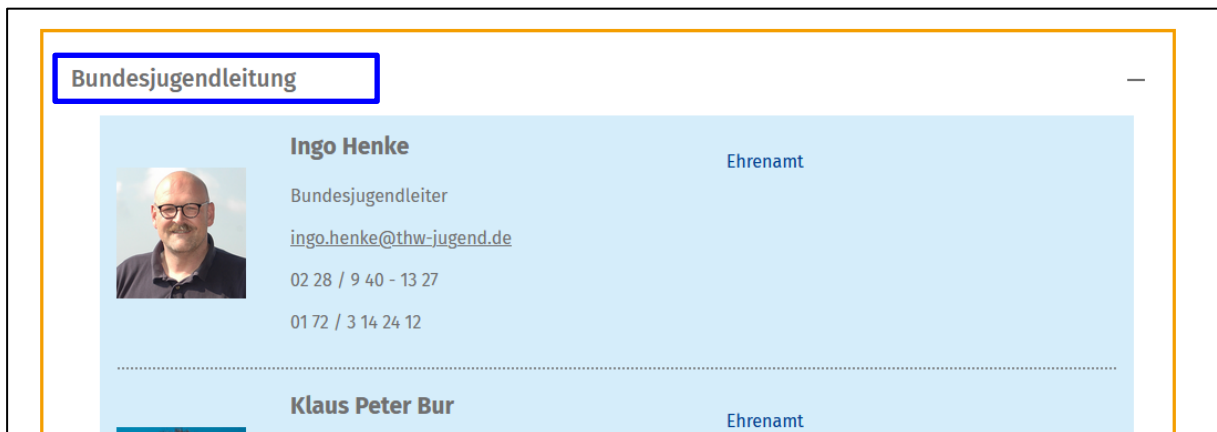 Bundesjugendleitung
Ingo Henke
Ehrenamt
Bundesjugendleiter
ingo.henke@thw-jugend.de
02 28 / 9 40 - 13 27
01 72 / 3 14 24 12
Klaus Peter Bur
Ehrenamt